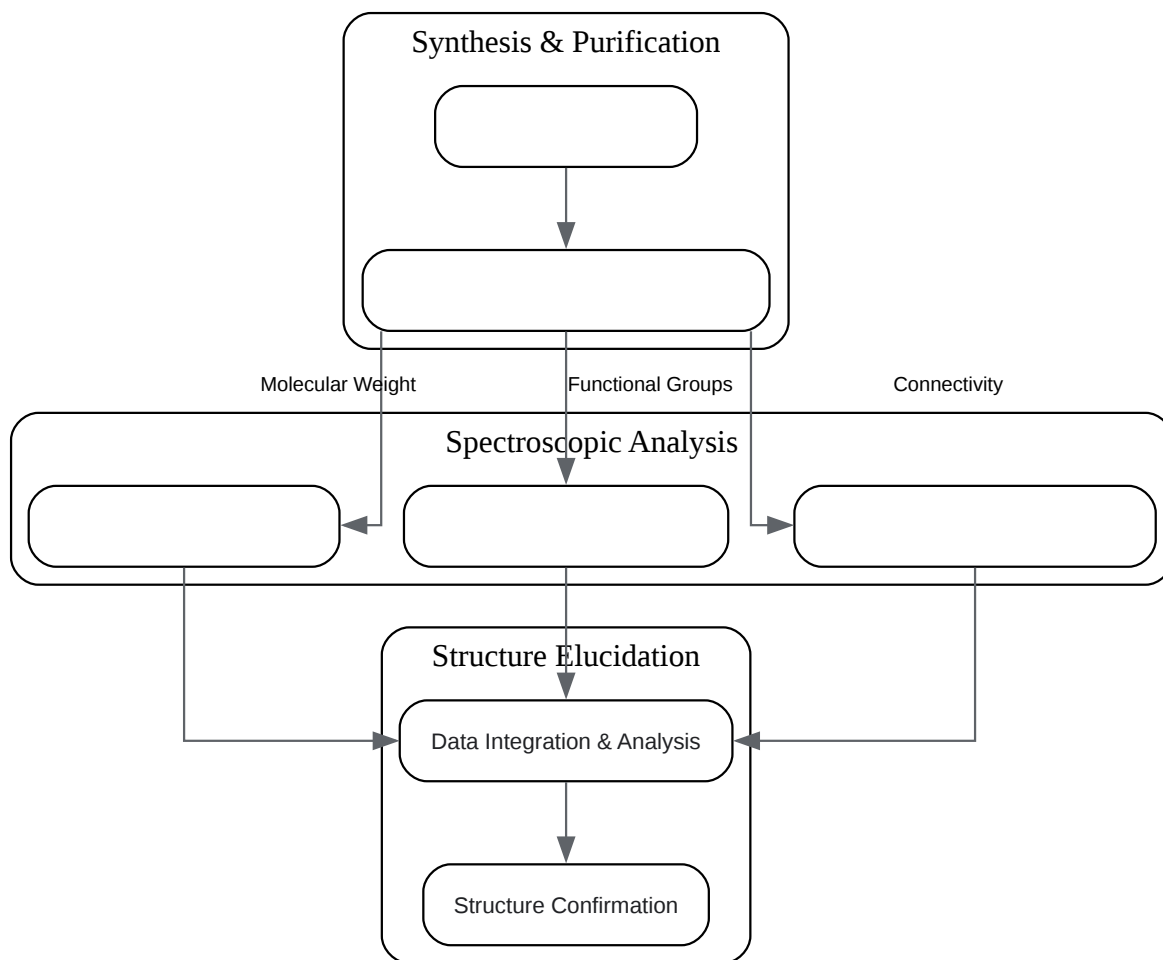 Synthesis & Purification
Molecular Weight
Functional Groups
Connectivity
Spectroscopic Analysis
Structure Elucidation
Data Integration & Analysis
Structure Confirmation